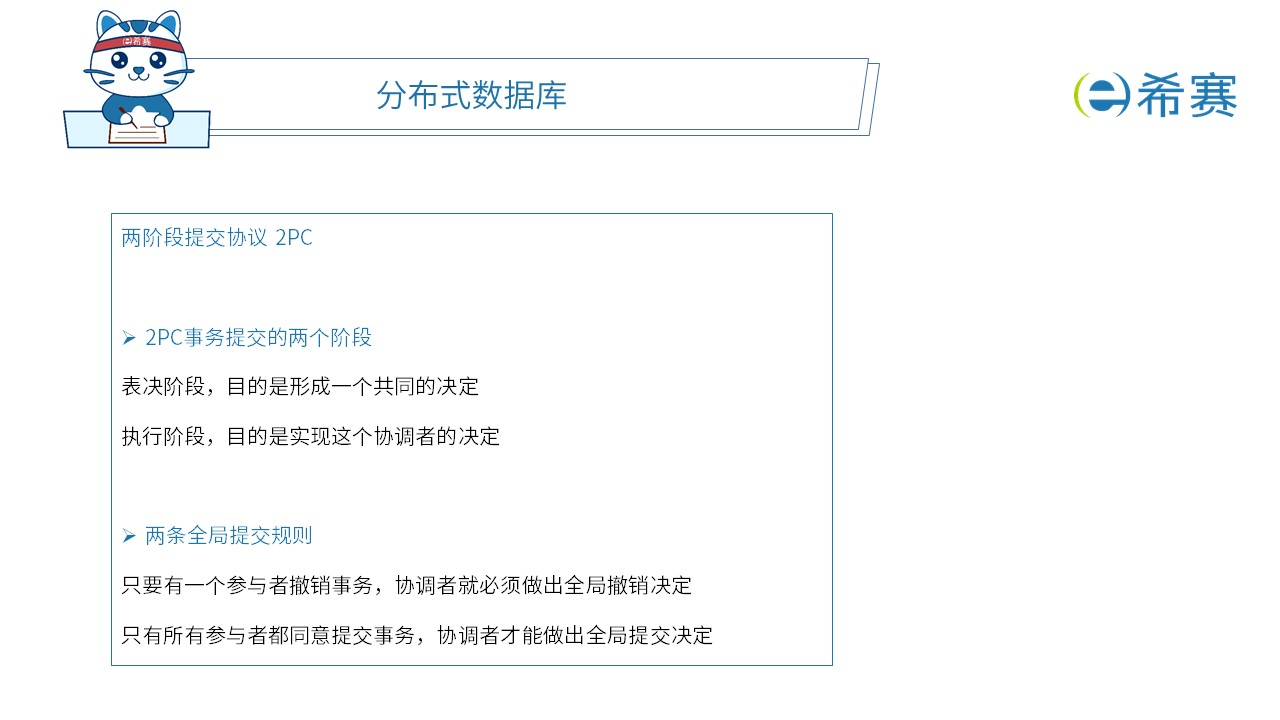 希赛
分布式数据库
希赛
两阶段提交协议 2PC
➢ 2PC事务提交的两个阶段
表决阶段，目的是形成一个共同的决定
执行阶段，目的是实现这个协调者的决定
➢ 两条全局提交规则
只要有一个参与者撤销事务，协调者就必须做出全局撤销决定
只有所有参与者都同意提交事务，协调者才能做出全局提交决定